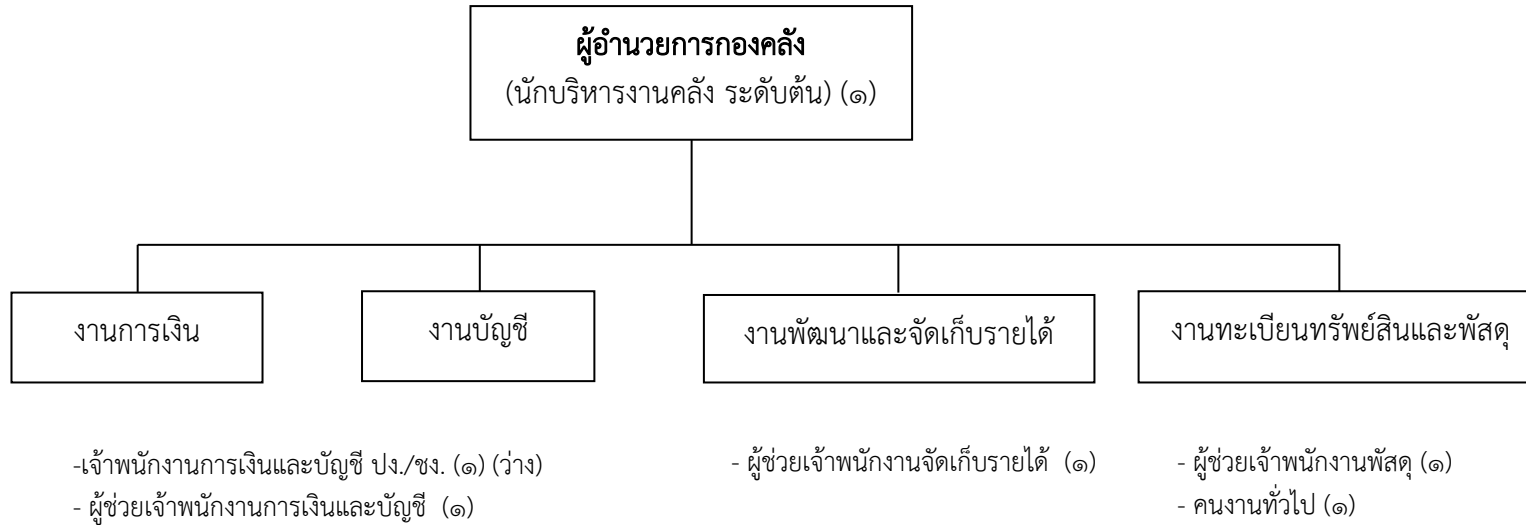 ผู้อำนวยการกองคลัง
(นักบริหารงานคลัง ระดับต้น) (๑)
งานการเงิน
งานบัญชี
งานพัฒนาและจัดเก็บรายได้
งานทะเบียนทรัพย์สินและพัสดุ
-เจ้าพนักงานการเงินและบัญชี ปง./ชง. (๑) (ว่าง)
- ผู้ช่วยเจ้าพนักงานการเงินและบัญชี (๑)
- ผู้ช่วยเจ้าพนักงานจัดเก็บรายได้ (๑)
- ผู้ช่วยเจ้าพนักงานพัสดุ (๑)
- คนงานทั่วไป (๑)